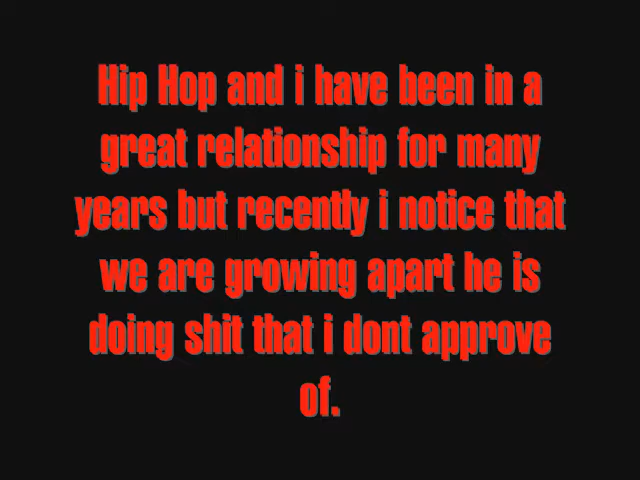 Hip Hop and i have been in a
great relationship for many
years but recently i notice that
we are growing apart he is
doing shit that i dont approve
of.